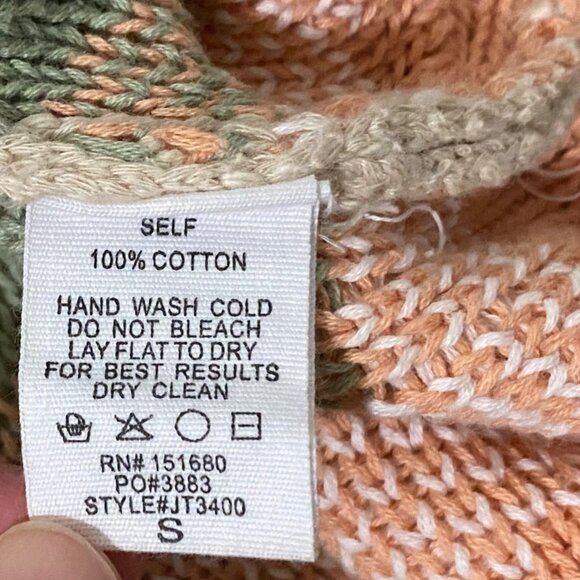 SELF
100% COTTON
HAND WASH COLD
DO NOT BLEACH
LAY FLAT TO DRY
FOR BEST RESULTS
DRY CLEAN
RN# 151680
PO#3883
STYLE#JT3400
S